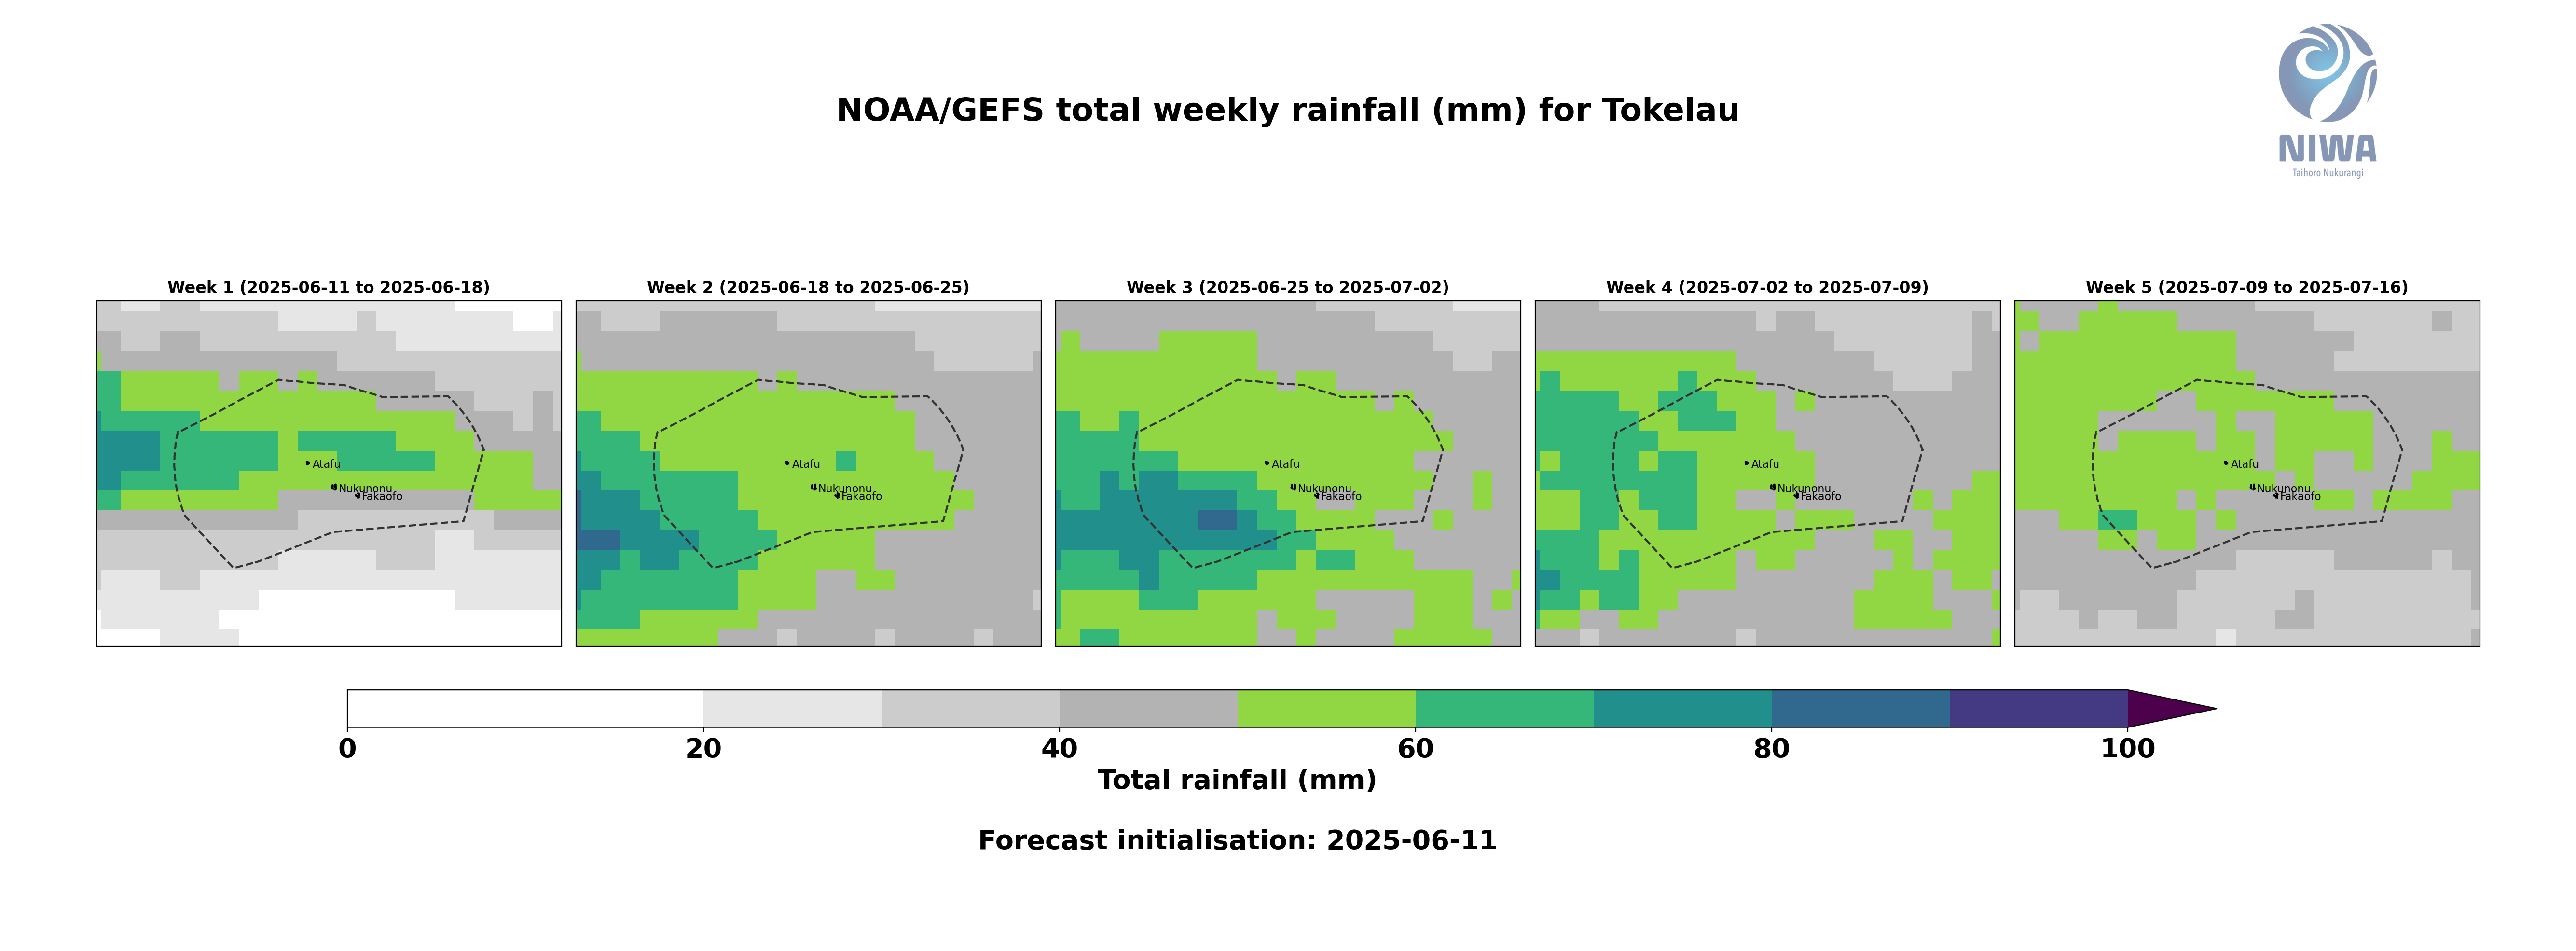 NOAA/GEFS total weekly rainfall (mm) for Tokelau
NIWA
Taihoro Nukurangi
Week 1 (2025-06-11 to 2025-06-18)
Week 2 (2025-06-18 to 2025-06-25)
Week 3 (2025-06-25 to 2025-07-02)
Week 4 (2025-07-02 to 2025-07-09)
Week 5 (2025-07-09 to 2025-07-16)
Atafu
Nukunonu
Fakaofo
Atafu
Nukunonu
Fakaofo
Atafu
Nukunonu
Fakaofo
Atafu
Nukunonu
Fakaofo
Atafu
Nukunonu
Fakaofo
0 20 40 60 80 100
Total rainfall (mm)
Forecast initialisation: 2025-06-11